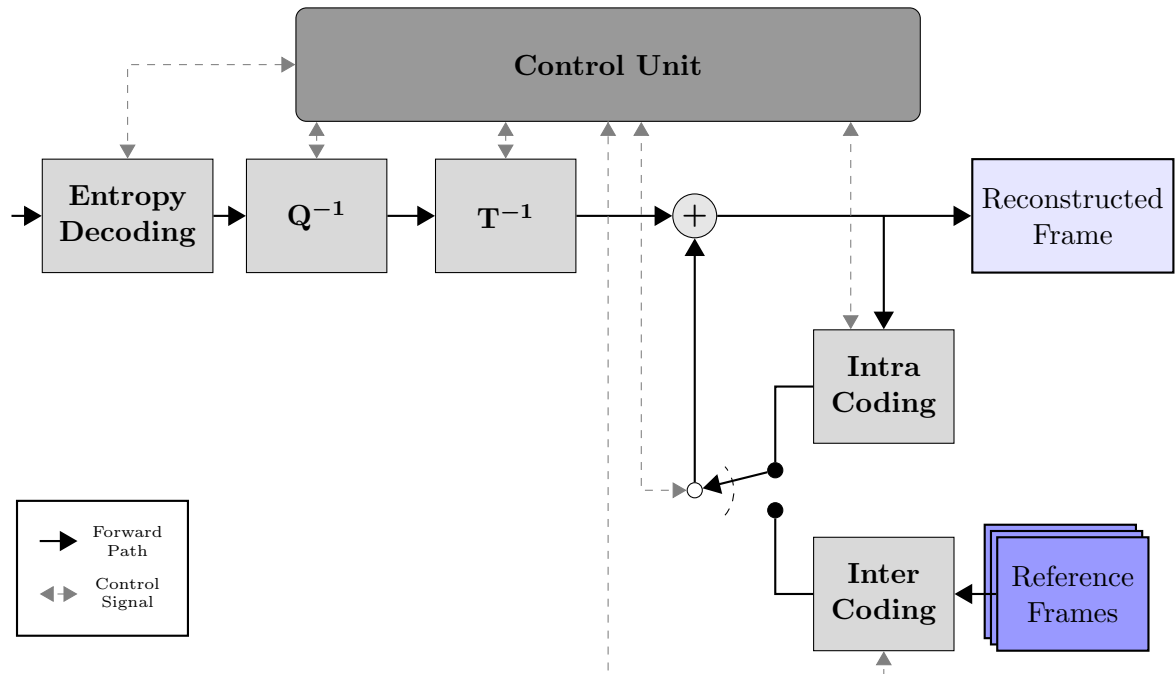 Control Unit
Entropy
Decoding
Q⁻¹
T⁻¹
+
Reconstructed
Frame
Intra
Coding
Inter
Coding
Reference
Frames
Forward
Path
Control
Signal